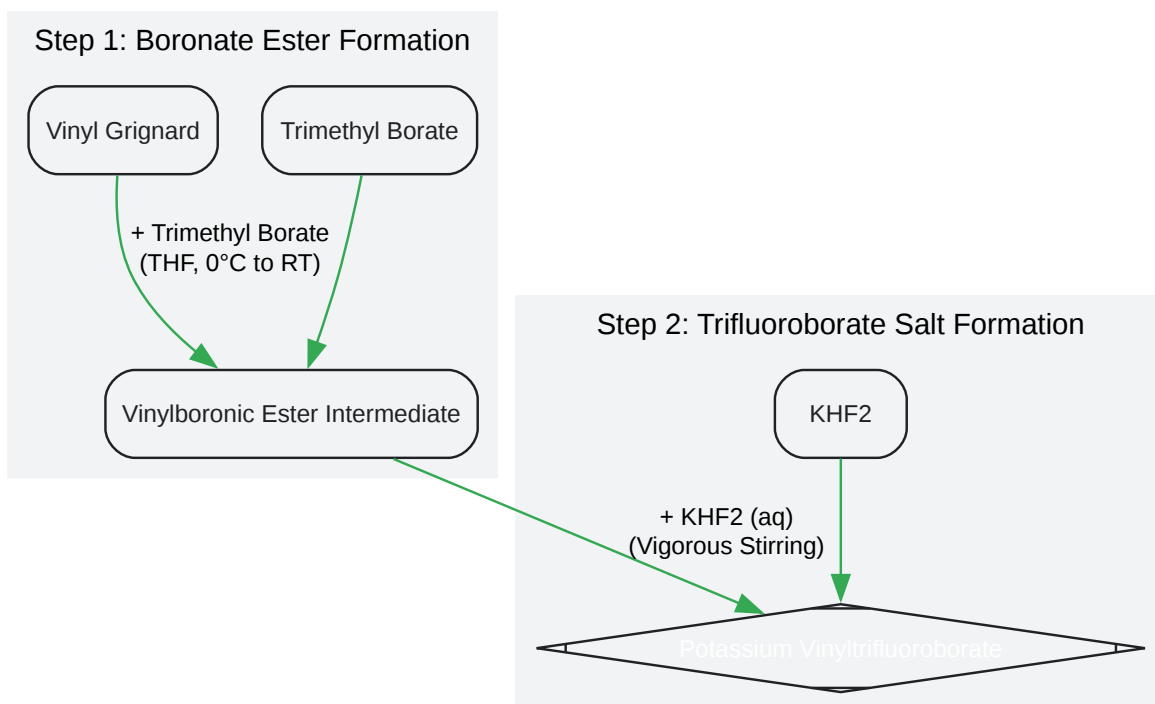 Step 1: Boronate Ester Formation
Vinyl Grignard
Trimethyl Borate
+ Trimethyl Borate
(THF, 0°C to RT)
Vinylboronic Ester Intermediate
Step 2: Trifluoroborate Salt Formation
KHF2
+ KHF2 (aq)
(Vigorous Stirring)
Potassium Vinyltrifluoroborate